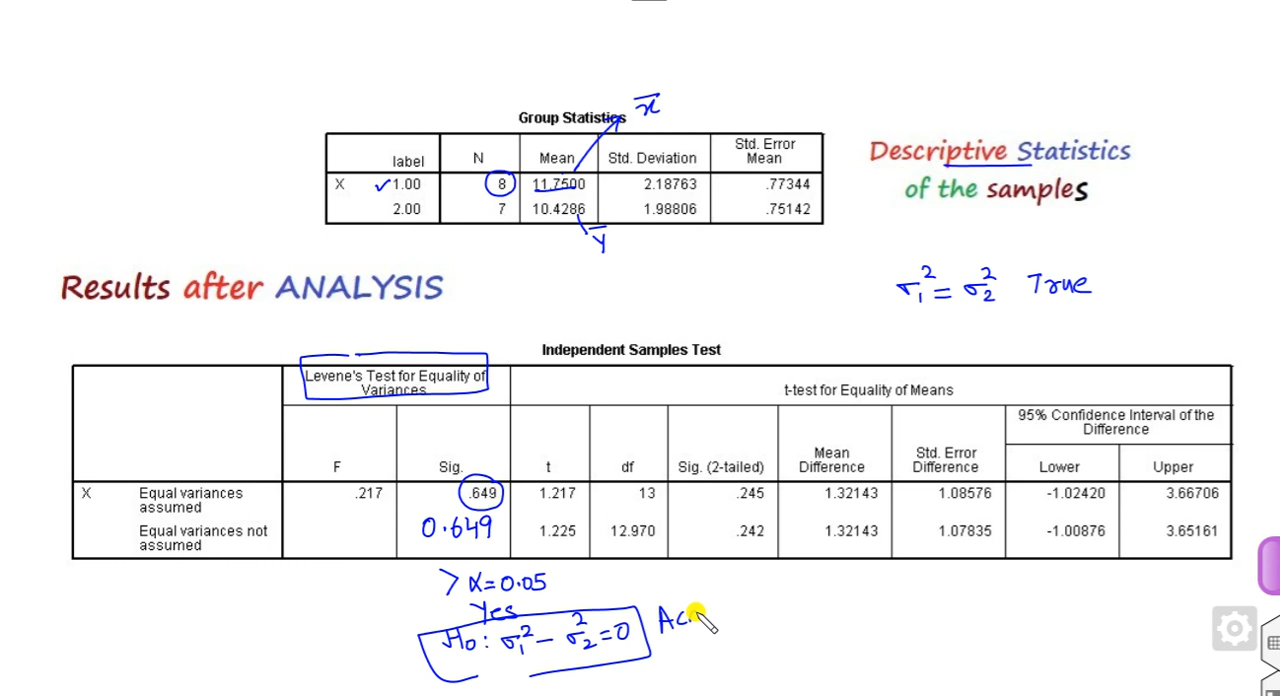 x̄
Group Statistics
label N Mean Std. Deviation Std. Error Mean
X ✓1.00 8 11.7500 2.18763 .77344
2.00 7 10.4286 1.98806 .75142
Ȳ
Descriptive Statistics
of the samples
Results after ANALYSIS
σ₁² = σ₂² True
Independent Samples Test
Levene's Test for Equality of Variances t-test for Equality of Means
95% Confidence Interval of the Difference
F Sig. t df Sig. (2-tailed) Mean Difference Std. Error Difference Lower Upper
X Equal variances assumed .217 .649 1.217 13 .245 1.32143 1.08576 -1.02420 3.66706
Equal variances not assumed 1.225 12.970 .242 1.32143 1.07835 -1.00876 3.65161
0.649
> α=0.05
Yes
H₀: σ₁² - σ₂² = 0 Ac